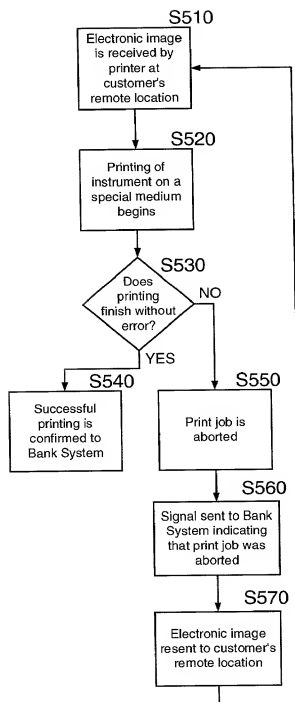 S510
Electronic image
is received by
printer at
customer's
remote location
S520
Printing of
instrument on a
special medium
begins
S530
Does
printing
finish without
error?
NO
YES
S540
Successful
printing is
confirmed to
Bank System
S550
Print job is
aborted
S560
Signal sent to Bank
System indicating
that print job was
aborted
S570
Electronic image
resent to customer's
remote location